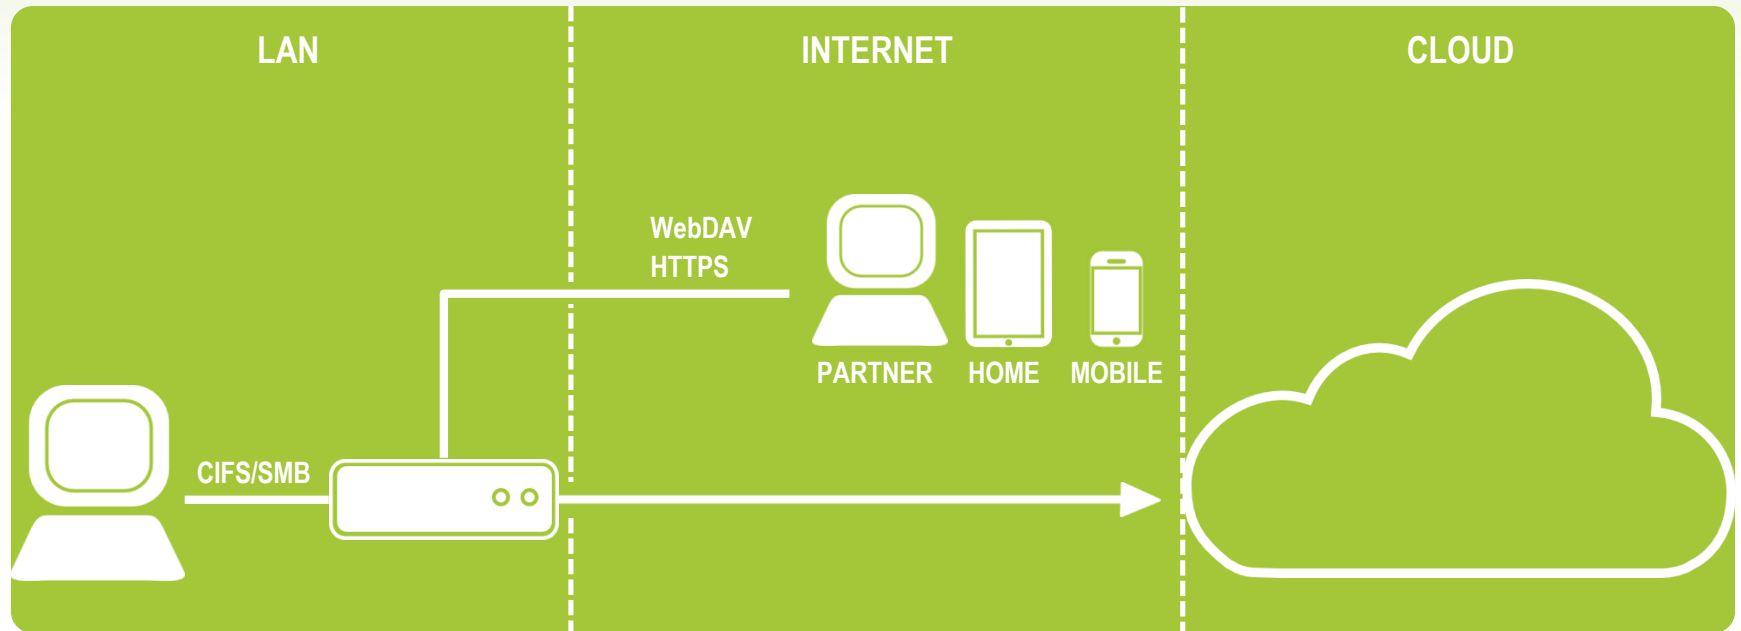 LAN
INTERNET
CLOUD
WebDAV
HTTPS
PARTNER
HOME
MOBILE
CIFS/SMB